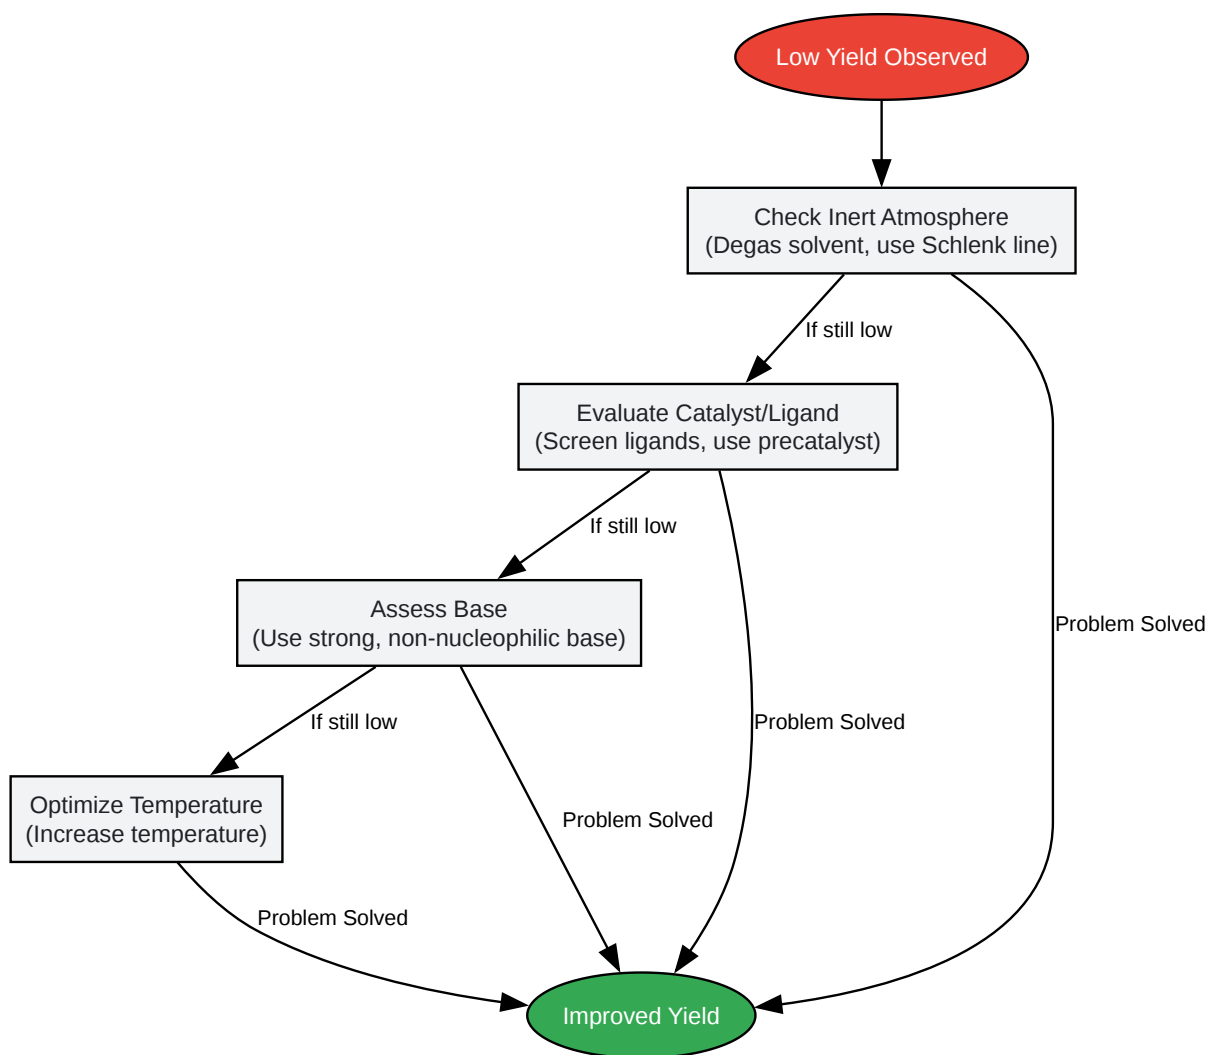 Low Yield Observed
Check Inert Atmosphere
(Degas solvent, use Schlenk line)
If still low
Evaluate Catalyst/Ligand
(Screen ligands, use precatalyst)
If still low
Assess Base
(Use strong, non-nucleophilic base)
Problem Solved
If still low
Problem Solved
Optimize Temperature
(Increase temperature)
Problem Solved
Problem Solved
Improved Yield